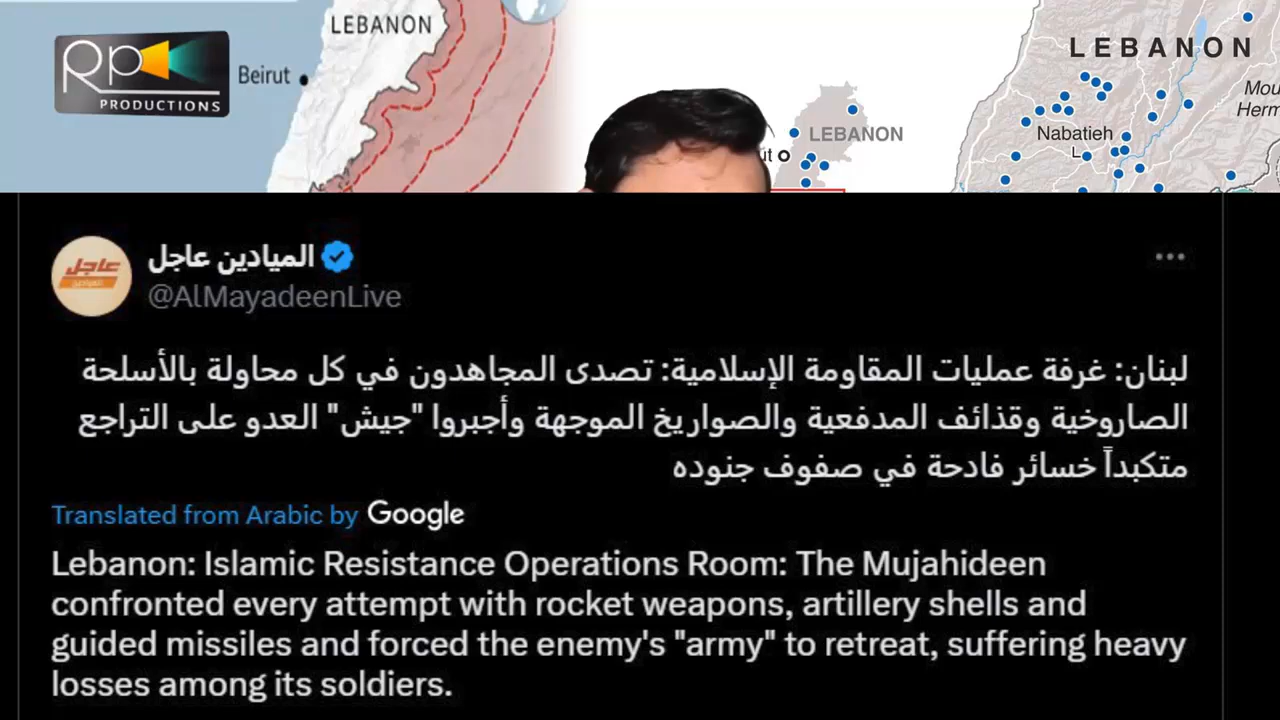 LEBANON
LEBANON
RP
PRODUCTIONS
Beirut
LEBANON
Nabatieh
الميادين عاجل
@AlMayadeenLive
عاجل
الميادين
لبنان: غرفة عمليات المقاومة الإسلامية: تصدى المجاهدون في كل محاولة بالأسلحة
الصاروخية وقذائف المدفعية والصواريخ الموجهة وأجبروا "جيش" العدو على التراجع
متكبداً خسائر فادحة في صفوف جنوده
Translated from Arabic by Google
Lebanon: Islamic Resistance Operations Room: The Mujahideen
confronted every attempt with rocket weapons, artillery shells and
guided missiles and forced the enemy's "army" to retreat, suffering heavy
losses among its soldiers.